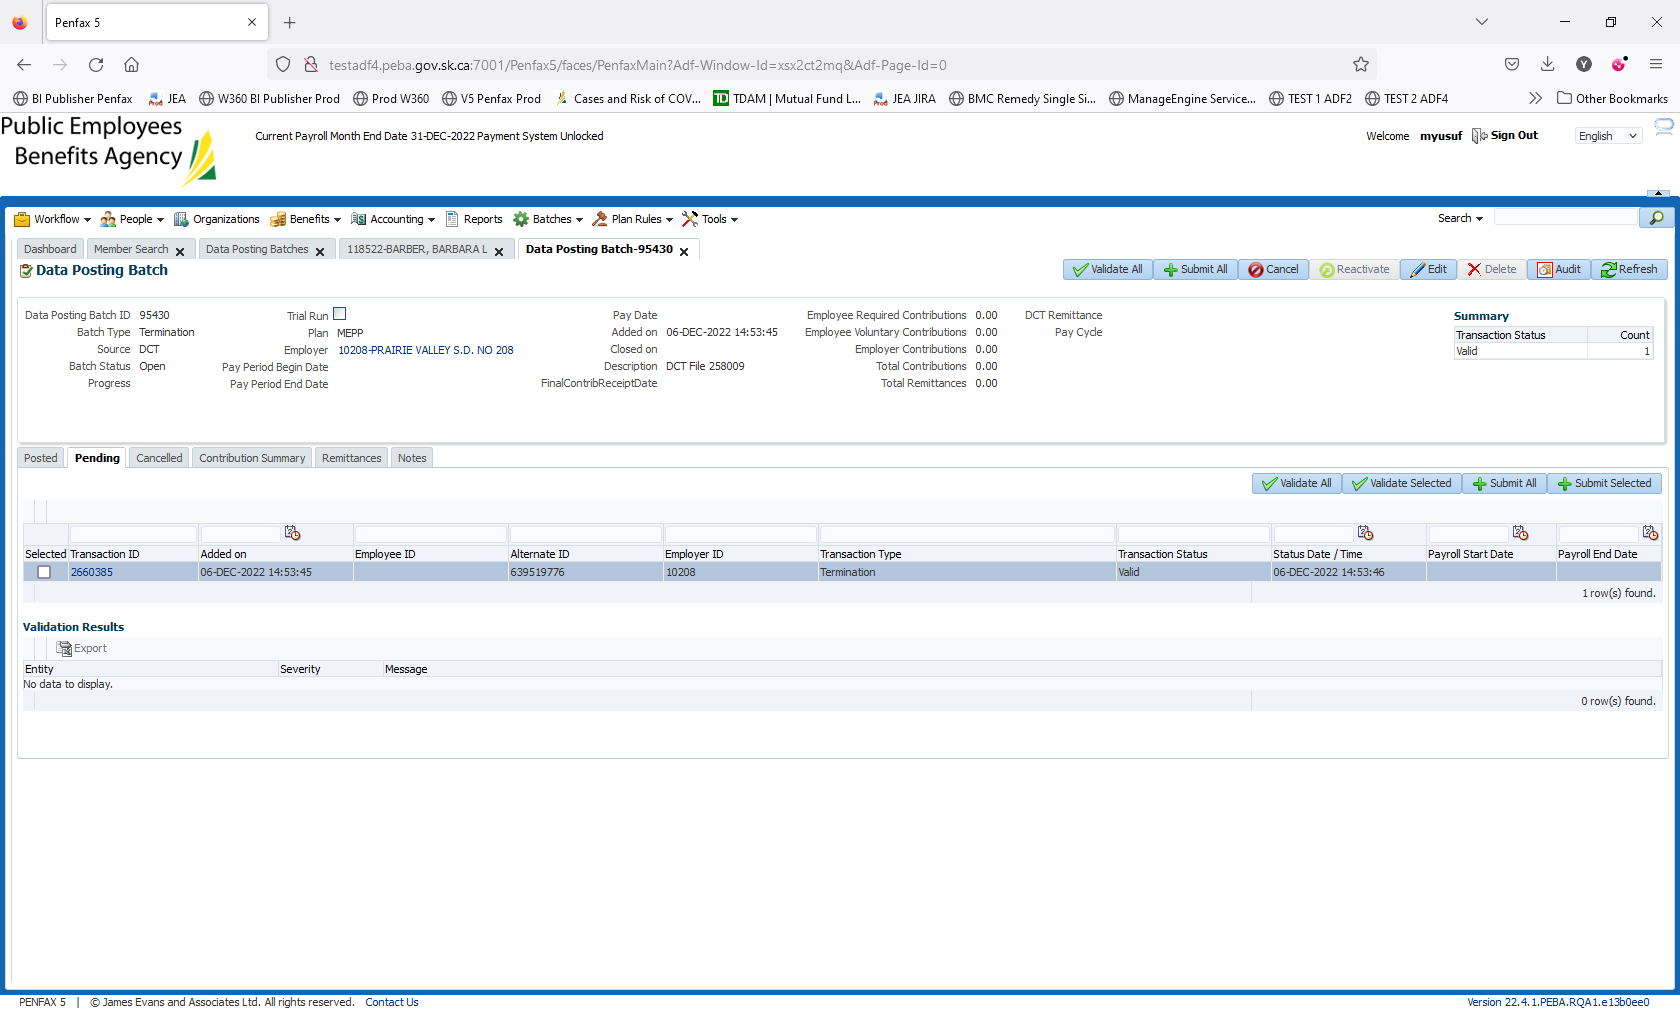 Penfax 5
testadf4.peba.gov.sk.ca:7001/Penfax5/faces/PenfaxMain?Adf-Window-Id=xsx2ct2mq&Adf-Page-Id=0
BI Publisher Penfax JEA W360 BI Publisher Prod Prod W360 V5 Penfax Prod Cases and Risk of COV... TDAM | Mutual Fund L... JEA JIRA BMC Remedy Single Si... ManageEngine Service... TEST 1 ADF2 TEST 2 ADF4 Other Bookmarks
Public Employees
Benefits Agency
Current Payroll Month End Date 31-DEC-2022 Payment System Unlocked
Welcome myusuf Sign Out English
Workflow People Organizations Benefits Accounting Reports Batches Plan Rules Tools Search
Dashboard Member Search Data Posting Batches 118522-BARBER, BARBARA L Data Posting Batch-95430
Data Posting Batch
Validate All Submit All Cancel Reactivate Edit Delete Audit Refresh
Data Posting Batch ID 95430 Trial Run Pay Date Employee Required Contributions 0.00 DCT Remittance Summary
Batch Type Termination Plan MEPP Added on 06-DEC-2022 14:53:45 Employee Voluntary Contributions 0.00 Pay Cycle Transaction Status Count
Source DCT Employer 10208-PRAIRIE VALLEY S.D. NO 208 Closed on Employer Contributions 0.00 Valid 1
Batch Status Open Pay Period Begin Date Description DCT File 258009 Total Contributions 0.00
Progress Pay Period End Date FinalContribReceiptDate Total Remittances 0.00
Posted Pending Cancelled Contribution Summary Remittances Notes
Validate All Validate Selected Submit All Submit Selected
Selected Transaction ID Added on Employee ID Alternate ID Employer ID Transaction Type Transaction Status Status Date / Time Payroll Start Date Payroll End Date
2660385 06-DEC-2022 14:53:45 639519776 10208 Termination Valid 06-DEC-2022 14:53:46
1 row(s) found.
Validation Results
Export
Entity Severity Message
No data to display.
0 row(s) found.
PENFAX 5 | © James Evans and Associates Ltd. All rights reserved. Contact Us Version 22.4.1.PEBA.RQA1.e13b0ee0